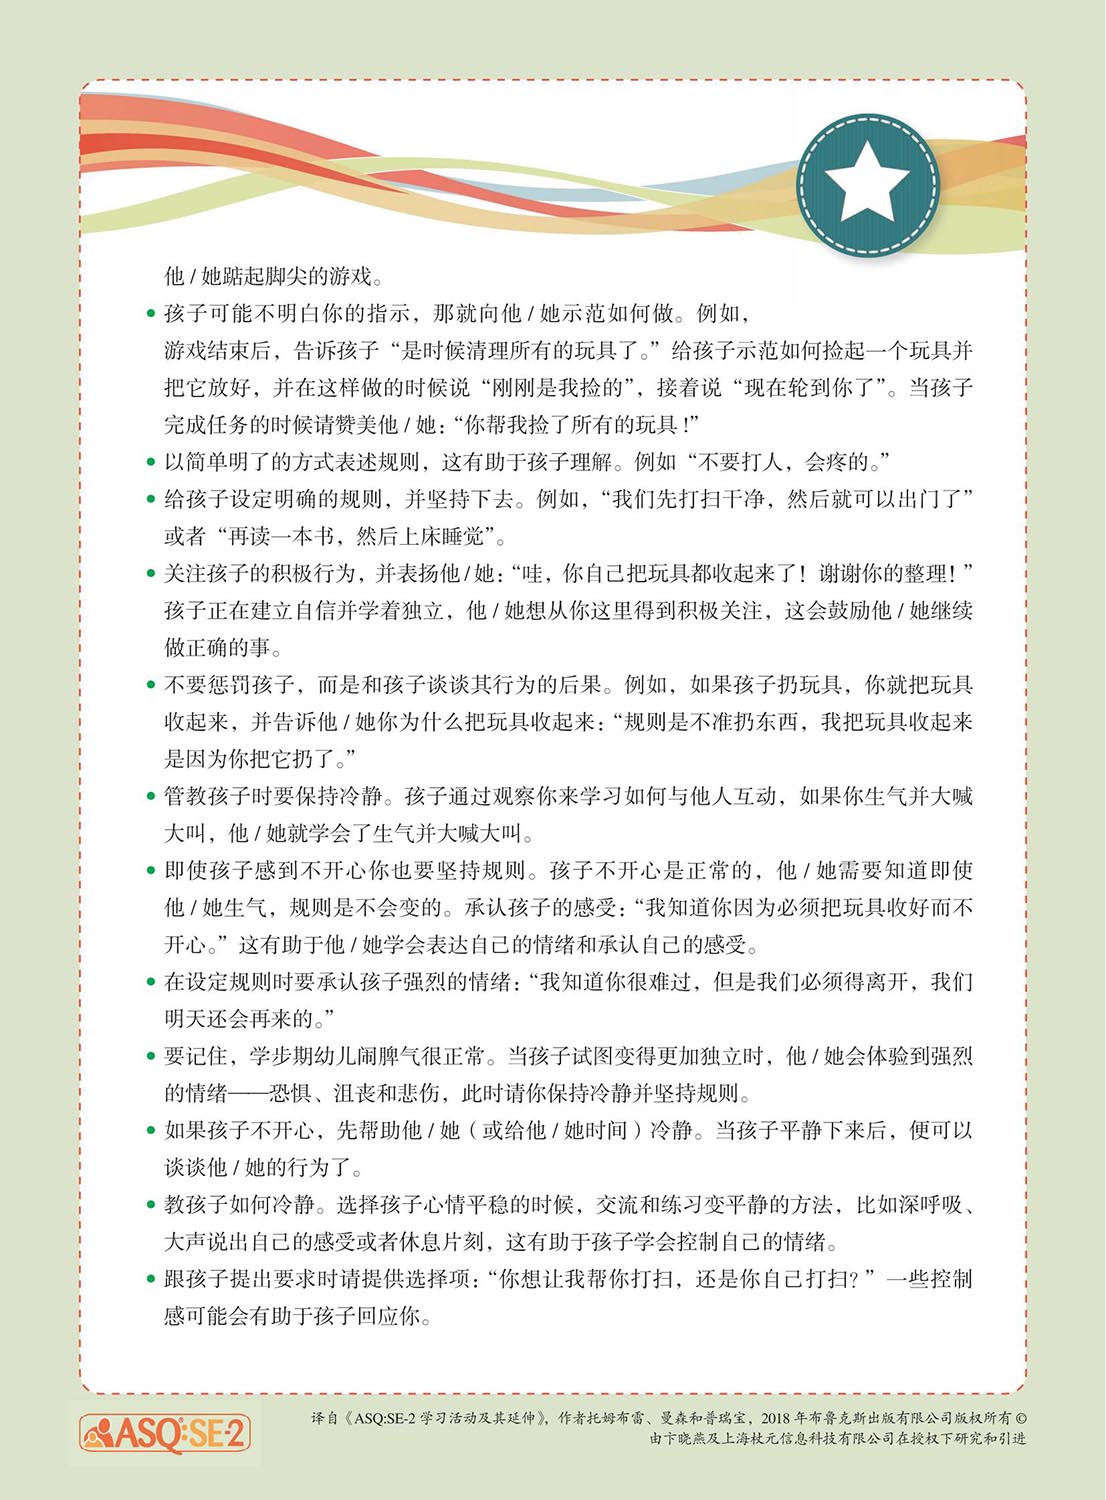 他 / 她踮起脚尖的游戏。
• 孩子可能不明白你的指示，那就向他 / 她示范如何做。例如，
游戏结束后，告诉孩子“是时候清理所有的玩具了。”给孩子示范如何捡起一个玩具并
把它放好，并在这样做的时候说“刚刚是我捡的”，接着说“现在轮到你了”。当孩子
完成任务的时候请赞美他 / 她：“你帮我捡了所有的玩具！”
• 以简单明了的方式表述规则，这有助于孩子理解。例如“不要打人，会疼的。”
• 给孩子设定明确的规则，并坚持下去。例如，“我们先打扫干净，然后就可以出门了”
或者“再读一本书，然后上床睡觉”。
• 关注孩子的积极行为，并表扬他 / 她：“哇，你自己把玩具都收起来了！谢谢你的整理！”
孩子正在建立自信并学着独立，他 / 她想从你这里得到积极关注，这会鼓励他 / 她继续
做正确的事。
• 不要惩罚孩子，而是和孩子谈谈其行为的后果。例如，如果孩子扔玩具，你就把玩具
收起来，并告诉他 / 她你为什么把玩具收起来：“规则是不准扔东西，我把玩具收起来
是因为你把它扔了。”
• 管教孩子时要保持冷静。孩子通过观察你来学习如何与他人互动，如果你生气并大喊
大叫，他 / 她就学会了生气并大喊大叫。
• 即使孩子感到不开心你也要坚持规则。孩子不开心是正常的，他 / 她需要知道即使
他 / 她生气，规则是不会变的。承认孩子的感受：“我知道你因为必须把玩具收好而不
开心。”这有助于他 / 她学会表达自己的情绪和承认自己的感受。
• 在设定规则时要承认孩子强烈的情绪：“我知道你很难过，但是我们必须得离开，我们
明天还会再来的。”
• 要记住，学步期幼儿闹脾气很正常。当孩子试图变得更加独立时，他 / 她会体验到强烈
的情绪——恐惧、沮丧和悲伤，此时请你保持冷静并坚持规则。
• 如果孩子不开心，先帮助他 / 她（或给他 / 她时间）冷静。当孩子平静下来后，便可以
谈谈他 / 她的行为了。
• 教孩子如何冷静。选择孩子心情平稳的时候，交流和练习变平静的方法，比如深呼吸、
大声说出自己的感受或者休息片刻，这有助于孩子学会控制自己的情绪。
• 跟孩子提出要求时请提供选择项：“你想让我帮你打扫，还是你自己打扫？”一些控制
感可能会有助于孩子回应你。
ASQ:SE-2
译自《ASQ:SE-2 学习活动及其延伸》，作者托姆布雷、曼森和普瑞宝，2018 年布鲁克斯出版有限公司版权所有 ©
由卞晓燕及上海杖元信息科技有限公司在授权下研究和引进